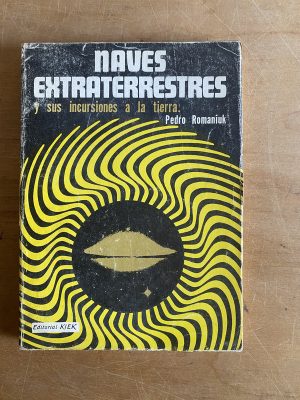 NAVES
EXTRATERRESTRES
y sus incursiones a la tierra.
Pedro Romaniuk
Editorial KIEK